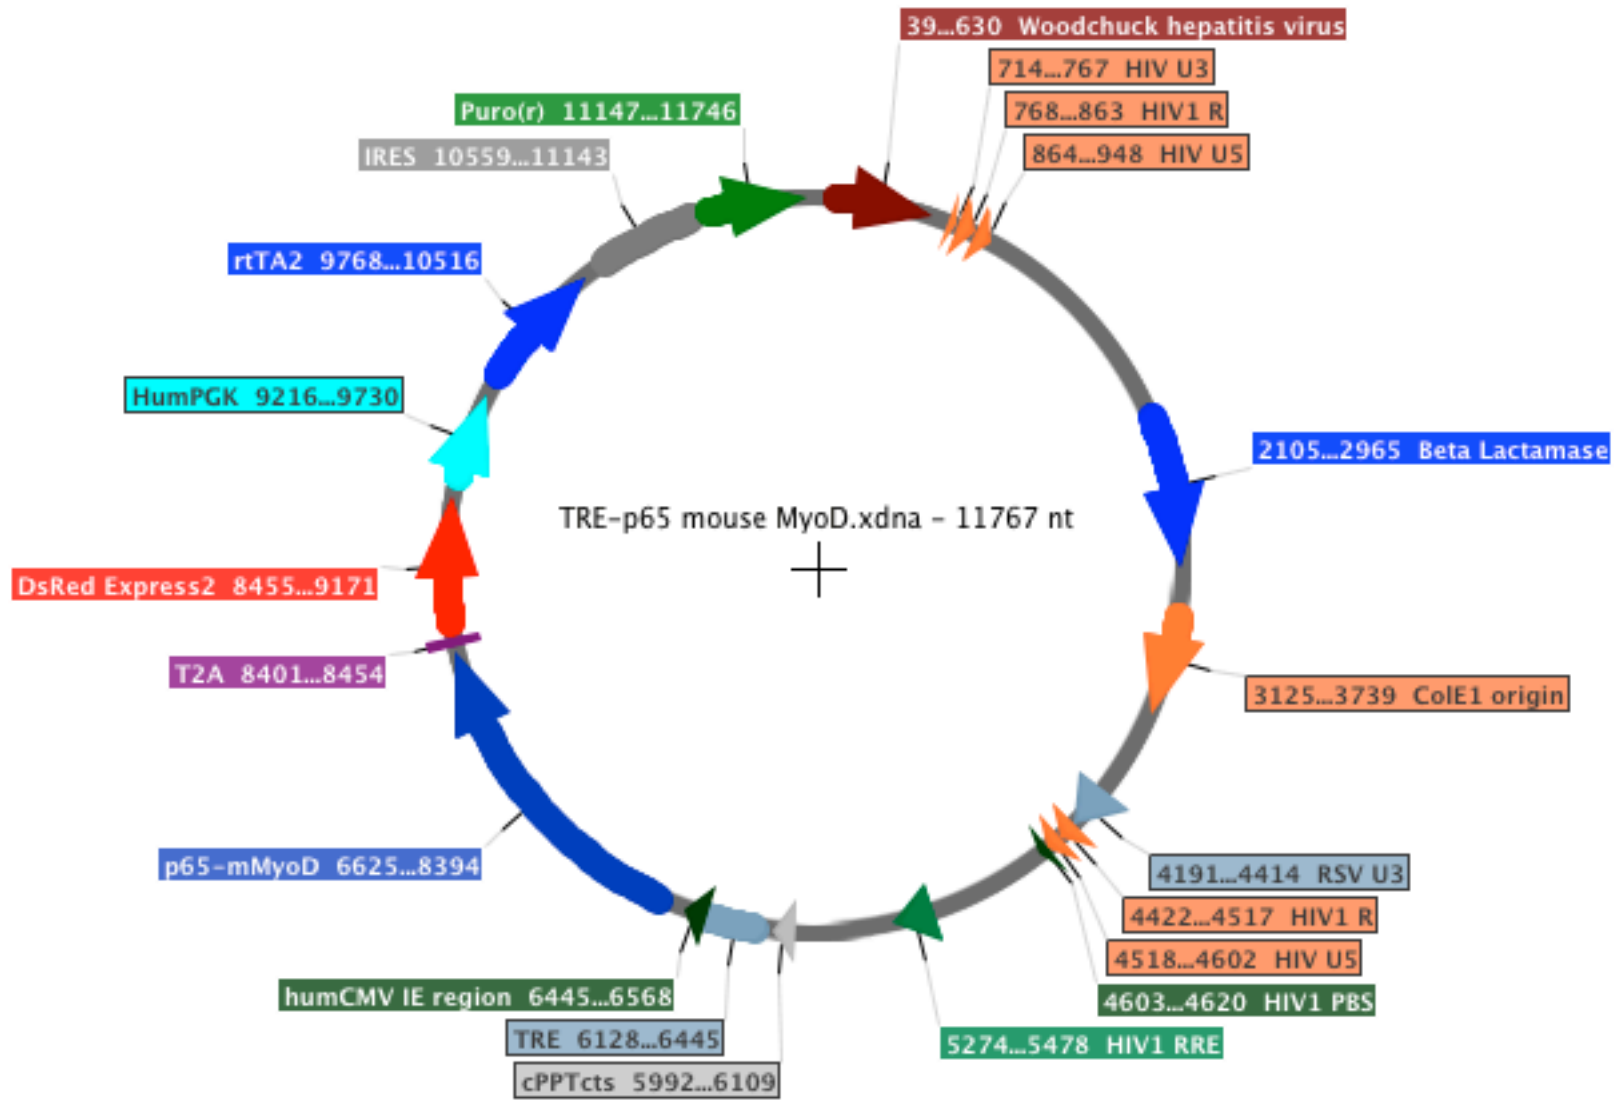 39...630 Woodchuck hepatitis virus
714...767 HIV U3
Puro(r) 11147...11746
768...863 HIV1 R
IRES 10559...11143
864...948 HIV U5
rtTA2 9768...10516
HumPGK 9216...9730
2105...2965 Beta Lactamase
TRE-p65 mouse MyoD.xdna - 11767 nt
DsRed Express2 8455...9171
T2A 8401...8454
3125...3739 ColE1 origin
p65-mMyoD 6625...8394
4191...4414 RSV U3
4422...4517 HIV1 R
4518...4602 HIV U5
humCMV IE region 6445...6568
4603...4620 HIV1 PBS
TRE 6128...6445
5274...5478 HIV1 RRE
cPPTcts 5992...6109